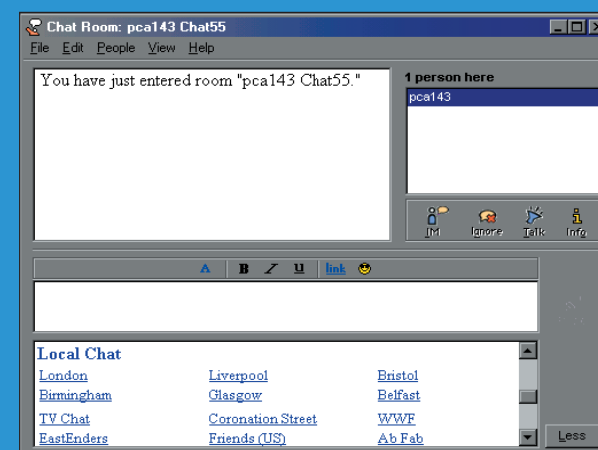 Chat Room: pca143 Chat55
File Edit People View Help
You have just entered room "pca143 Chat55."
1 person here
pca143
IM Ignore Talk Info
A B I U link
Local Chat
London Liverpool Bristol
Birmingham Glasgow Belfast
TV Chat Coronation Street WWF
EastEnders Friends (US) Ab Fab
Less